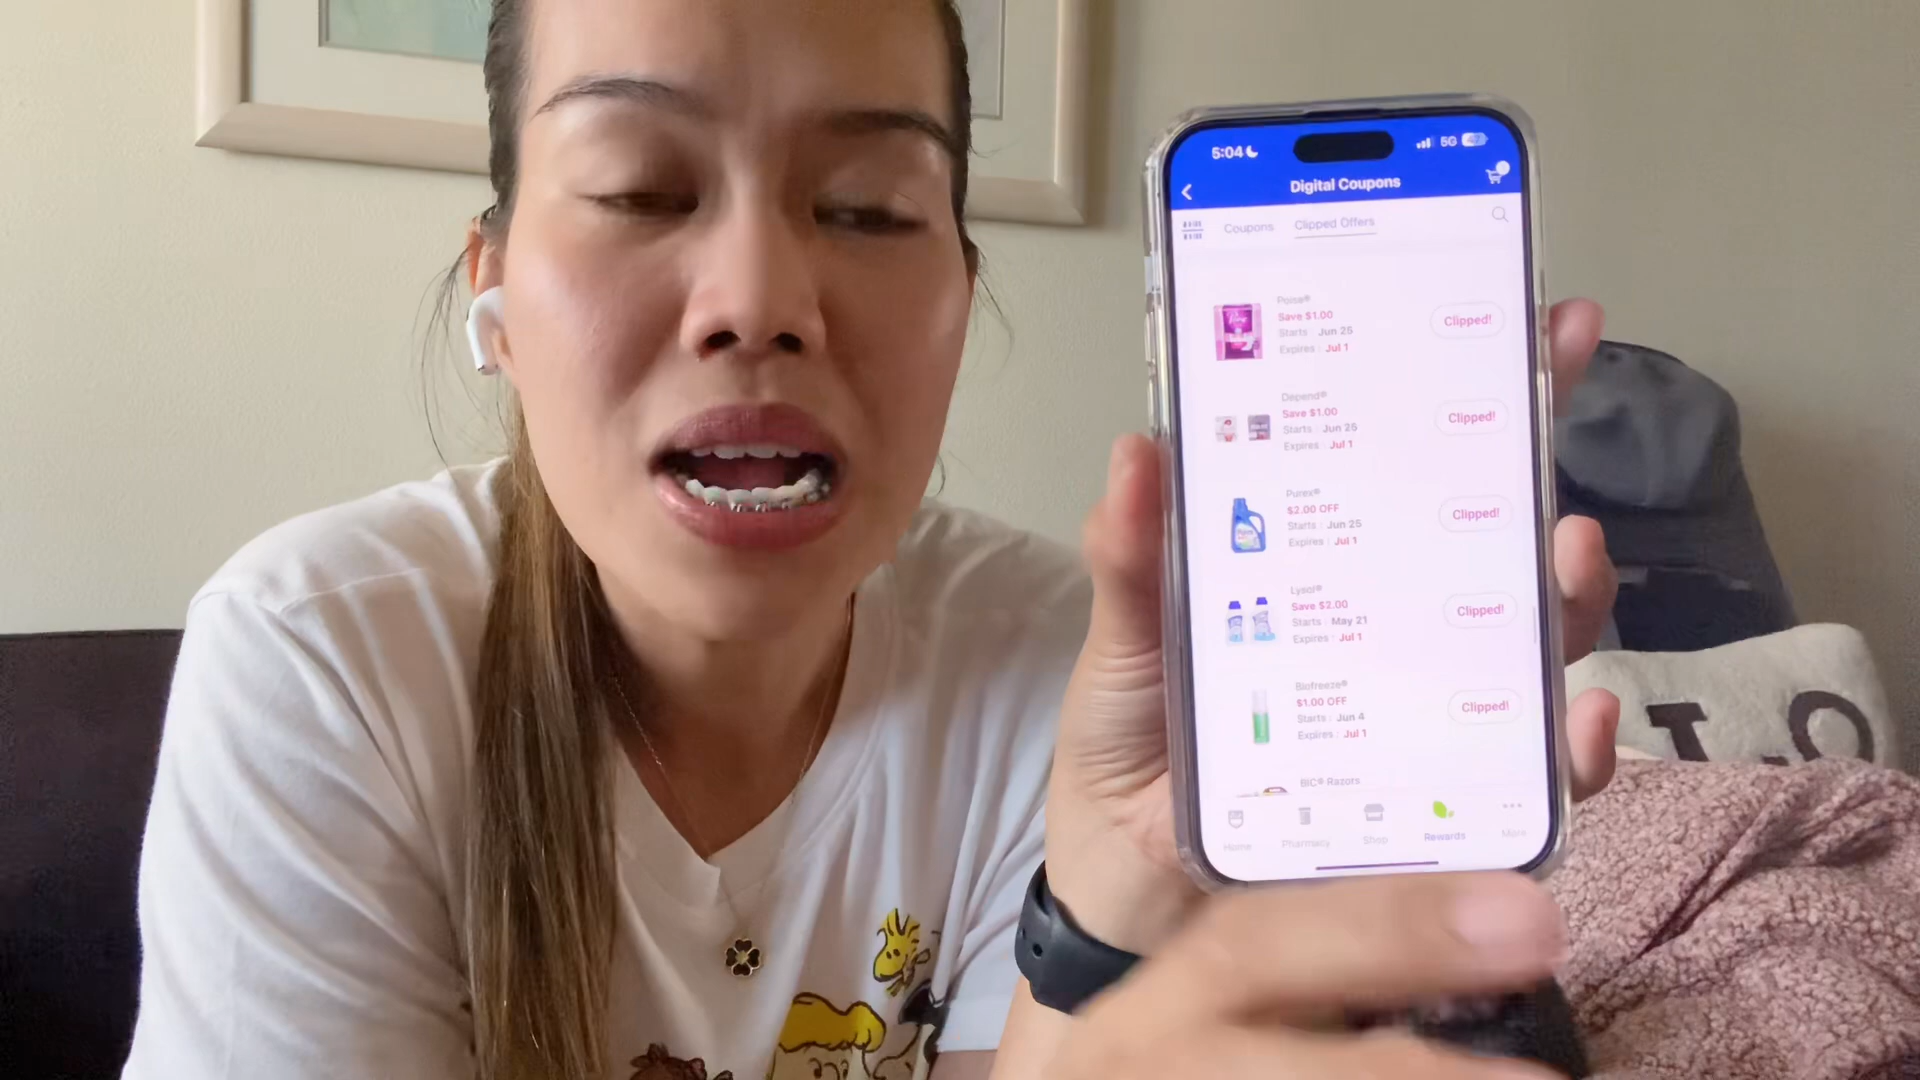 5:04
5G
Digital Coupons
Coupons
Clipped Offers
Poise®
Save $1.00
Starts : Jun 25
Expires : Jul 1
Clipped!
Depend®
Save $1.00
Starts : Jun 25
Expires : Jul 1
Clipped!
Purex®
$2.00 OFF
Starts : Jun 25
Expires : Jul 1
Clipped!
Lysol®
Save $2.00
Starts : May 21
Expires : Jul 1
Clipped!
Biofreeze®
$1.00 OFF
Starts : Jun 4
Expires : Jul 1
Clipped!
BIC® Razors
Home
Pharmacy
Shop
Rewards
More